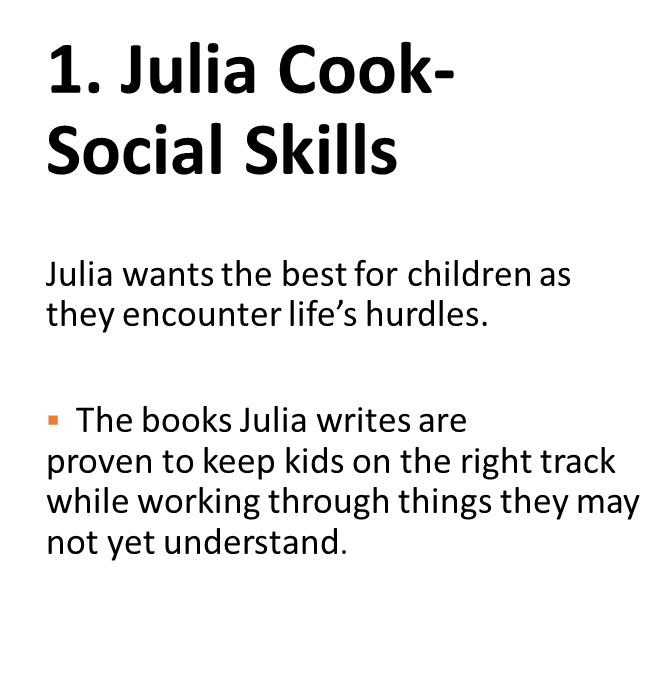 1. Julia Cook-
Social Skills
Julia wants the best for children as
they encounter life’s hurdles.
▪ The books Julia writes are
proven to keep kids on the right track
while working through things they may
not yet understand.